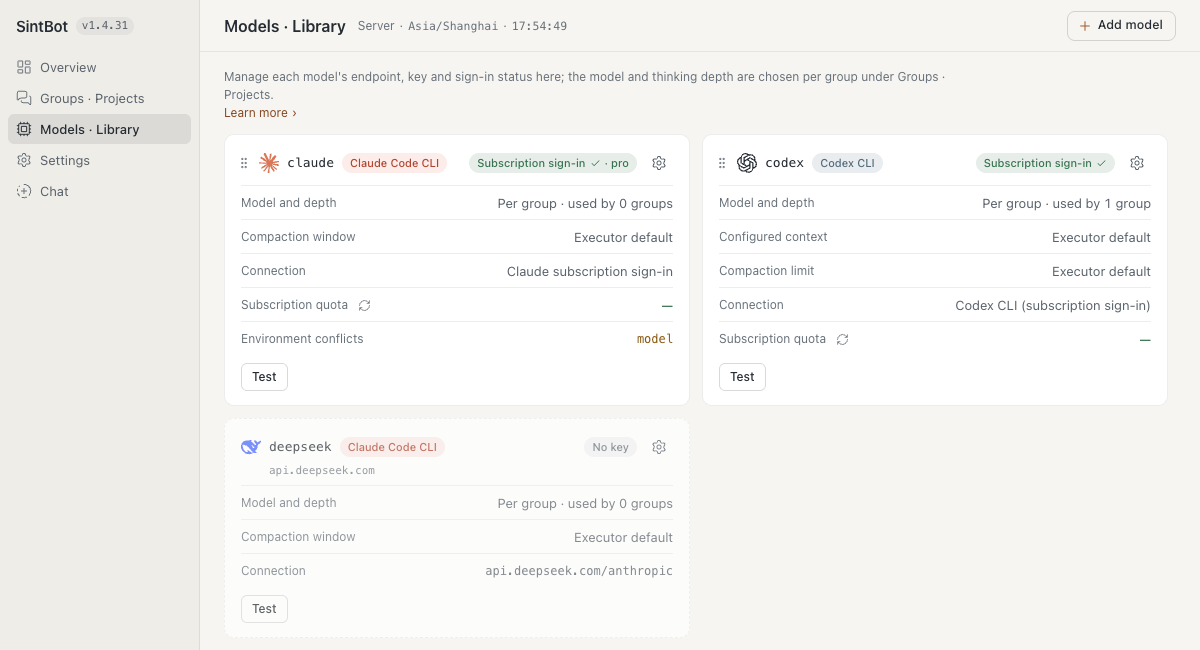 SintBot v1.4.31
Overview
Groups · Projects
Models · Library
Settings
Chat
Models · Library Server · Asia/Shanghai · 17:54:49
+ Add model
Manage each model's endpoint, key and sign-in status here; the model and thinking depth are chosen per group under Groups ·
Projects.
Learn more ›
claude Claude Code CLI Subscription sign-in ✓ · pro
Model and depth Per group · used by 0 groups
Compaction window Executor default
Connection Claude subscription sign-in
Subscription quota —
Environment conflicts model
Test
codex Codex CLI Subscription sign-in ✓
Model and depth Per group · used by 1 group
Configured context Executor default
Compaction limit Executor default
Connection Codex CLI (subscription sign-in)
Subscription quota —
Test
deepseek Claude Code CLI No key
api.deepseek.com
Model and depth Per group · used by 0 groups
Compaction window Executor default
Connection api.deepseek.com/anthropic
Test